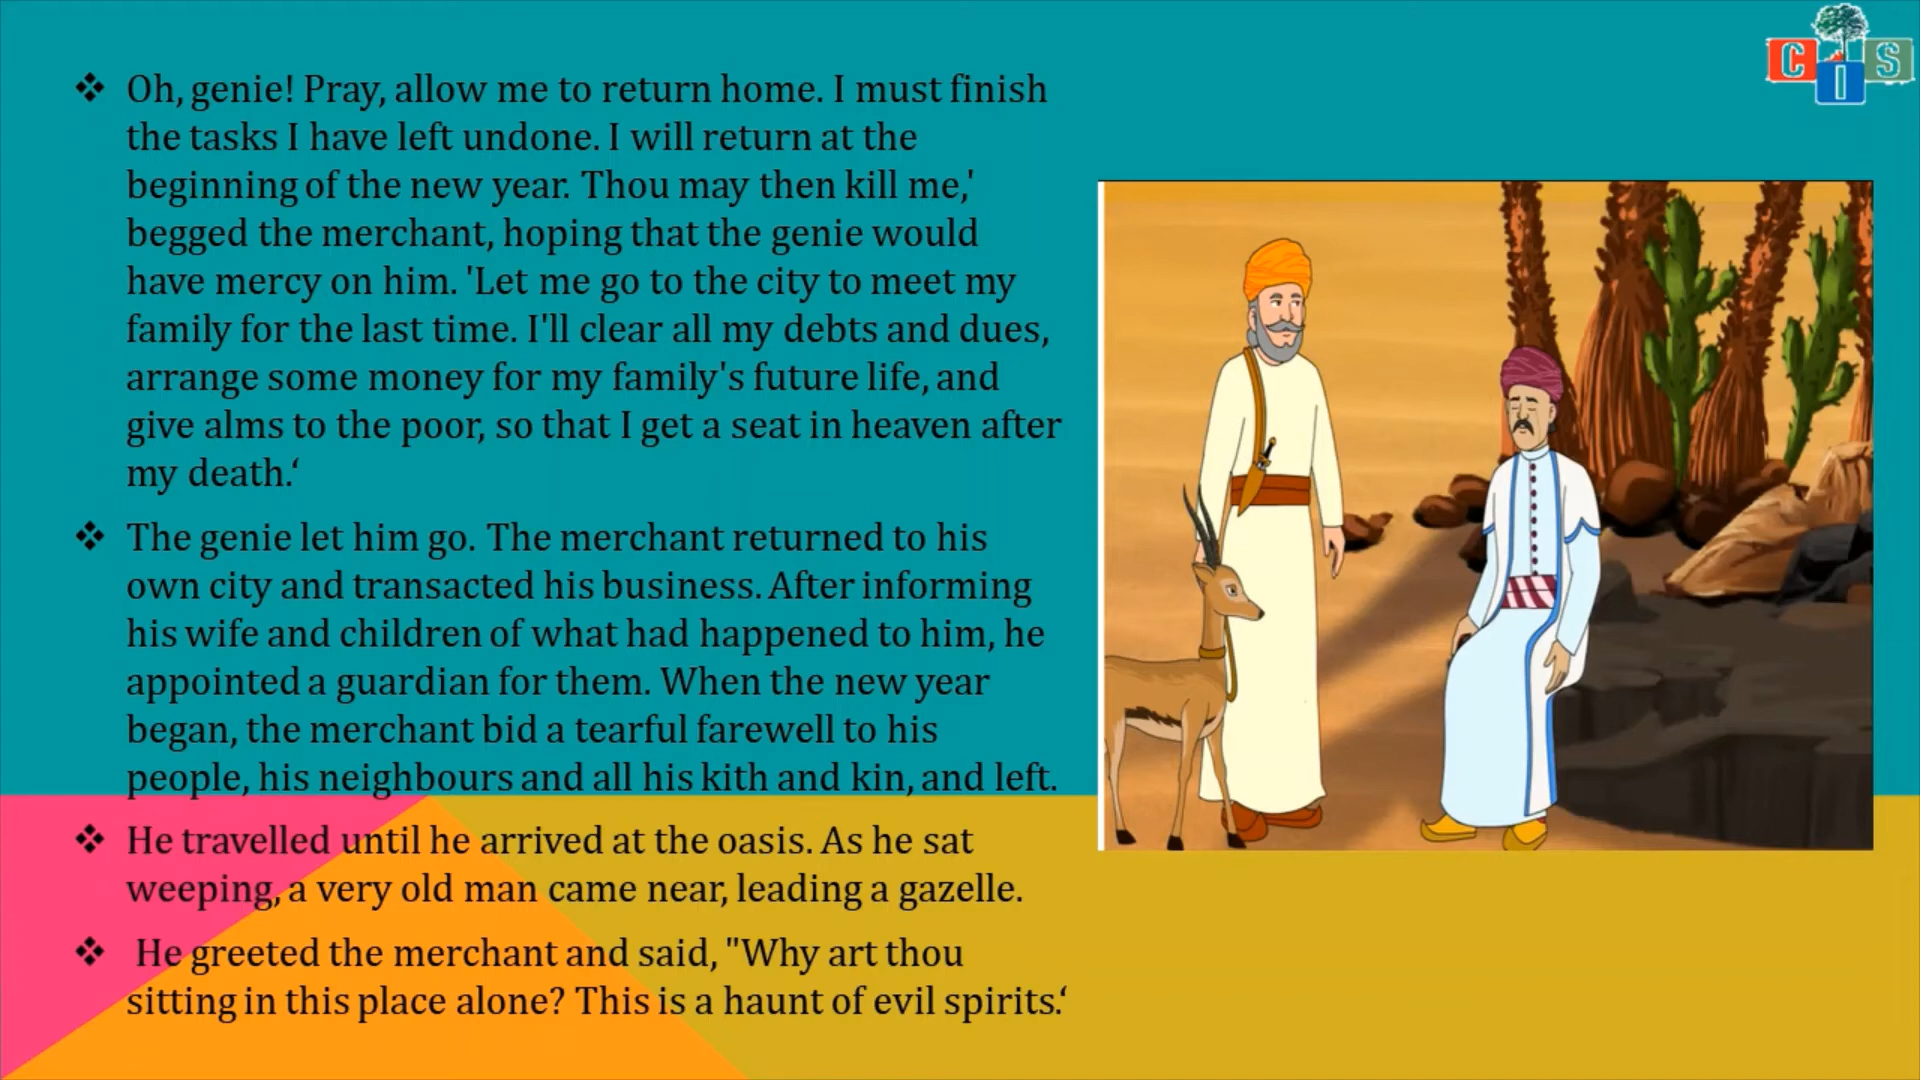 C I S
❖ Oh, genie! Pray, allow me to return home. I must finish
the tasks I have left undone. I will return at the
beginning of the new year. Thou may then kill me,'
begged the merchant, hoping that the genie would
have mercy on him. 'Let me go to the city to meet my
family for the last time. I'll clear all my debts and dues,
arrange some money for my family's future life, and
give alms to the poor, so that I get a seat in heaven after
my death.‘
❖ The genie let him go. The merchant returned to his
own city and transacted his business. After informing
his wife and children of what had happened to him, he
appointed a guardian for them. When the new year
began, the merchant bid a tearful farewell to his
people, his neighbours and all his kith and kin, and left.
❖ He travelled until he arrived at the oasis. As he sat
weeping, a very old man came near, leading a gazelle.
❖ He greeted the merchant and said, "Why art thou
sitting in this place alone? This is a haunt of evil spirits.‘